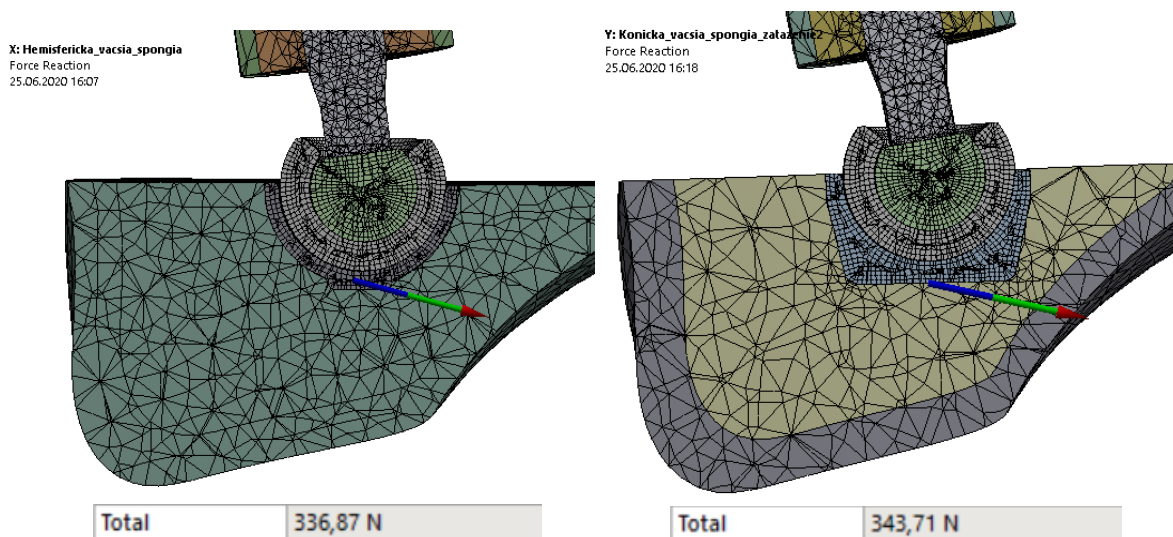 X: Hemisfericka_vacsia_spongia
Force Reaction
25.06.2020 16:07
Y: Konicka_vacsia_spongia_zatazenie2
Force Reaction
25.06.2020 16:18
Total 336,87 N
Total 343,71 N